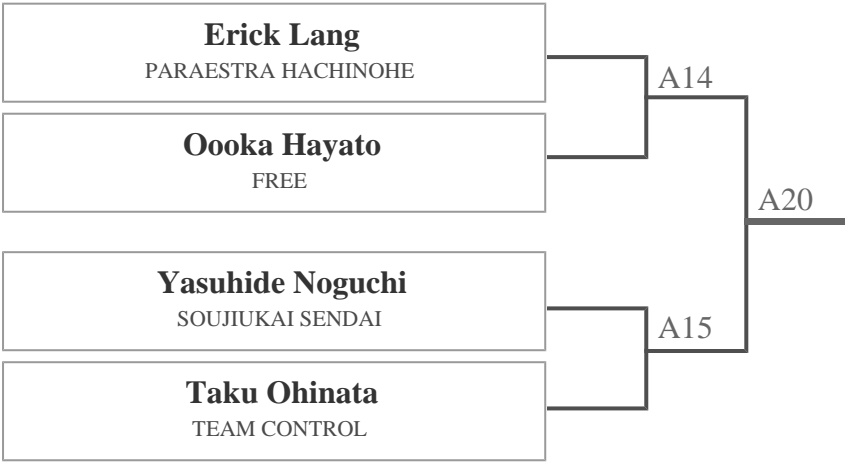 Erick Lang
PARAESTRA HACHINOHE
A14
Oooka Hayato
FREE
A20
Yasuhide Noguchi
SOUJIUKAI SENDAI
A15
Taku Ohinata
TEAM CONTROL